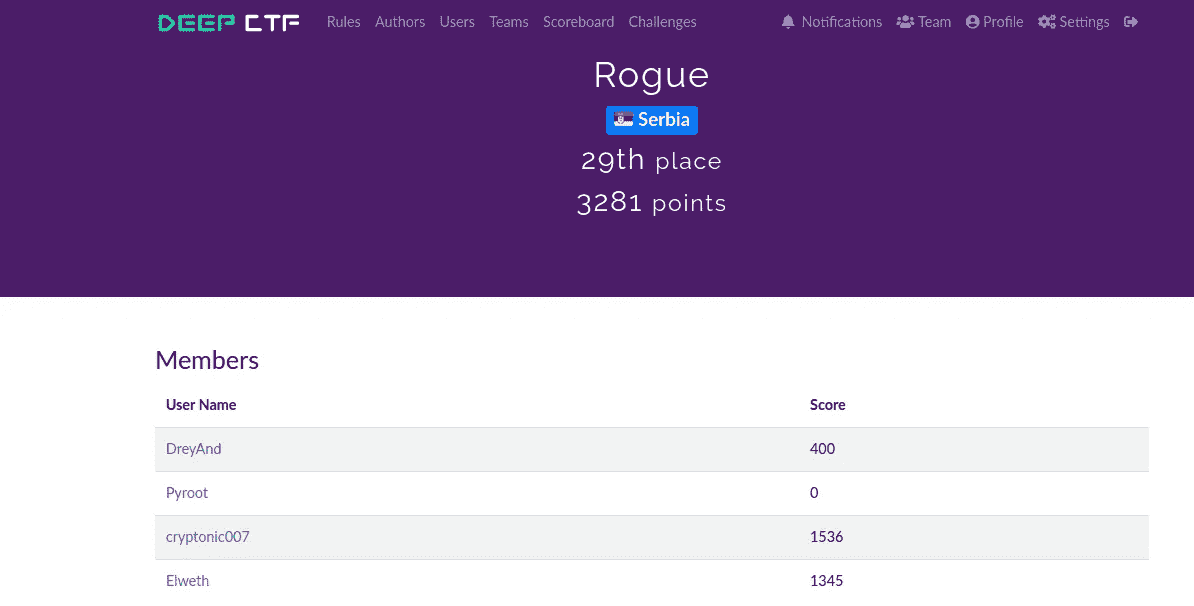 DEEP CTF Rules Authors Users Teams Scoreboard Challenges Notifications Team Profile Settings
Rogue
Serbia
29th place
3281 points
Members
User Name Score
DreyAnd 400
Pyroot 0
cryptonic007 1536
Elweth 1345